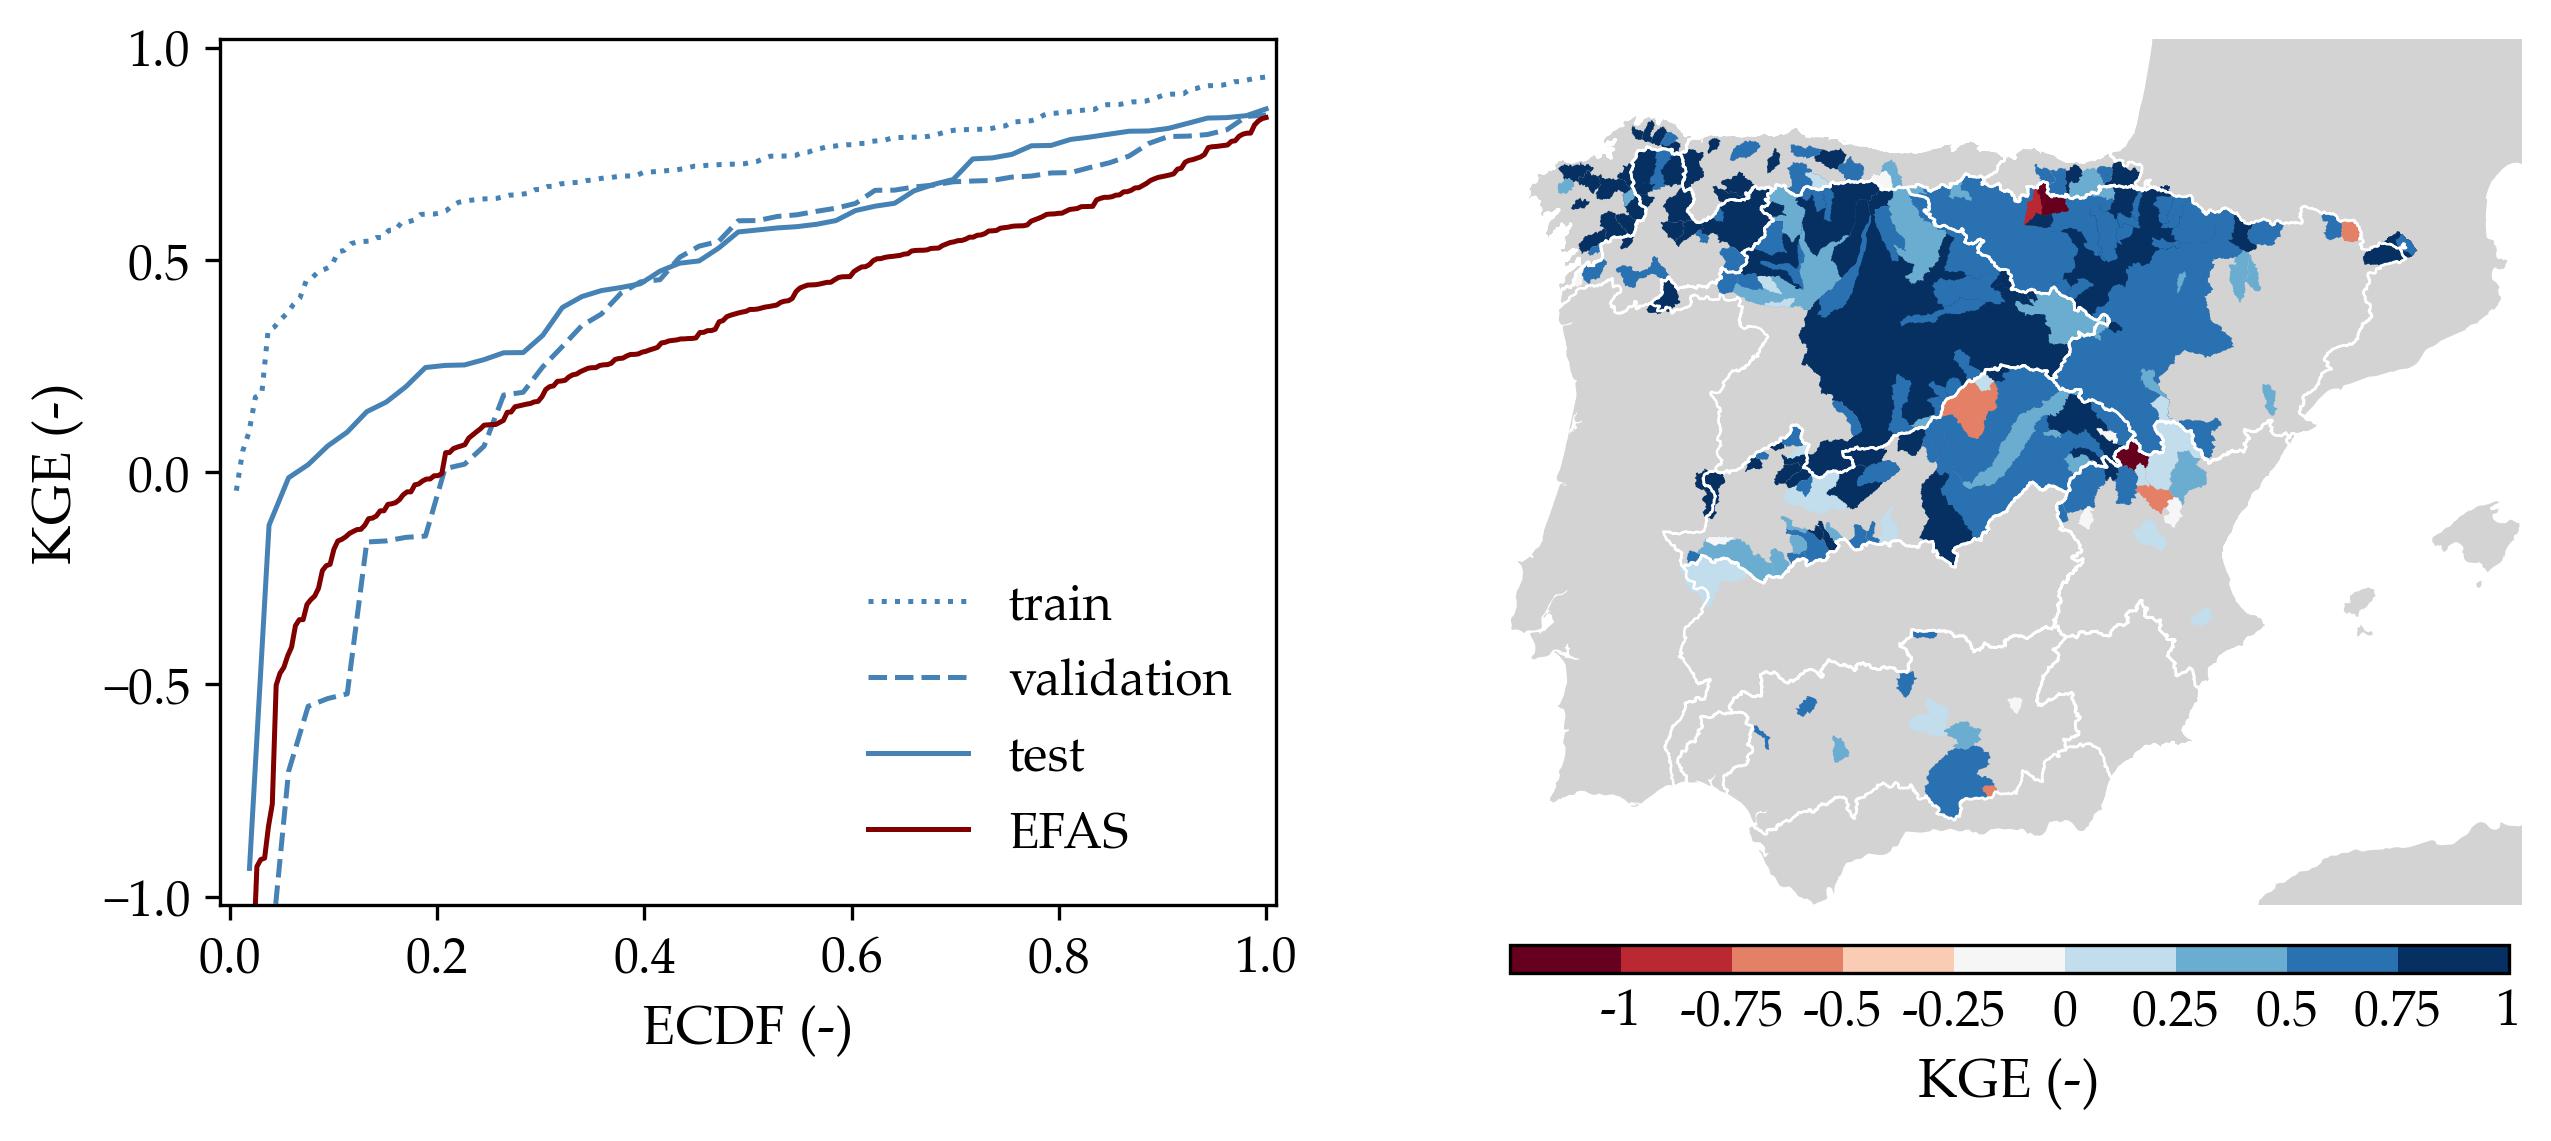 1.0
0.5
0.0
−0.5
−1.0
KGE (-)
0.0 0.2 0.4 0.6 0.8 1.0
ECDF (-)
train
validation
test
EFAS
-1 -0.75 -0.5 -0.25 0 0.25 0.5 0.75 1
KGE (-)